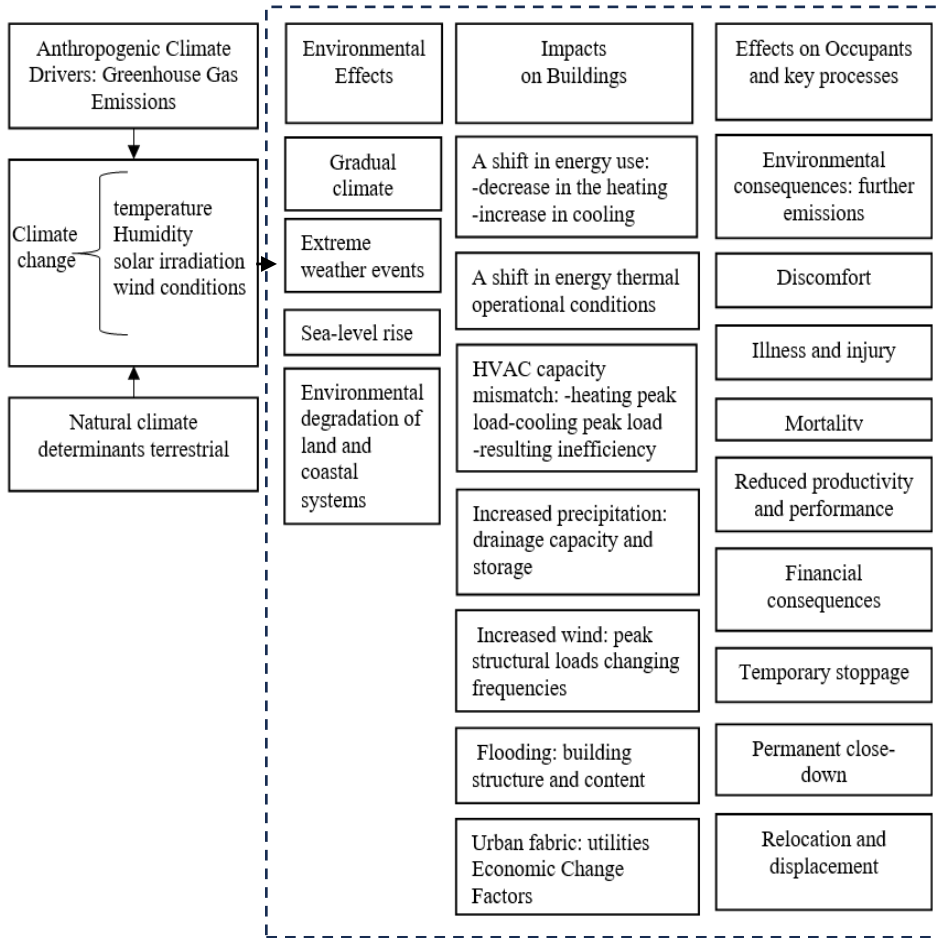 Anthropogenic Climate
Drivers: Greenhouse Gas
Emissions
Climate
change
temperature
Humidity
solar irradiation
wind conditions
Natural climate
determinants terrestrial
Environmental
Effects
Gradual
climate
Extreme
weather events
Sea-level rise
Environmental
degradation of
land and
coastal
systems
Impacts
on Buildings
A shift in energy use:
-decrease in the heating
-increase in cooling
A shift in energy thermal
operational conditions
HVAC capacity
mismatch: -heating peak
load-cooling peak load
-resulting inefficiency
Increased precipitation:
drainage capacity and
storage
Increased wind: peak
structural loads changing
frequencies
Flooding: building
structure and content
Urban fabric: utilities
Economic Change
Factors
Effects on Occupants
and key processes
Environmental
consequences: further
emissions
Discomfort
Illness and injury
Mortality
Reduced productivity
and performance
Financial
consequences
Temporary stoppage
Permanent close-
down
Relocation and
displacement